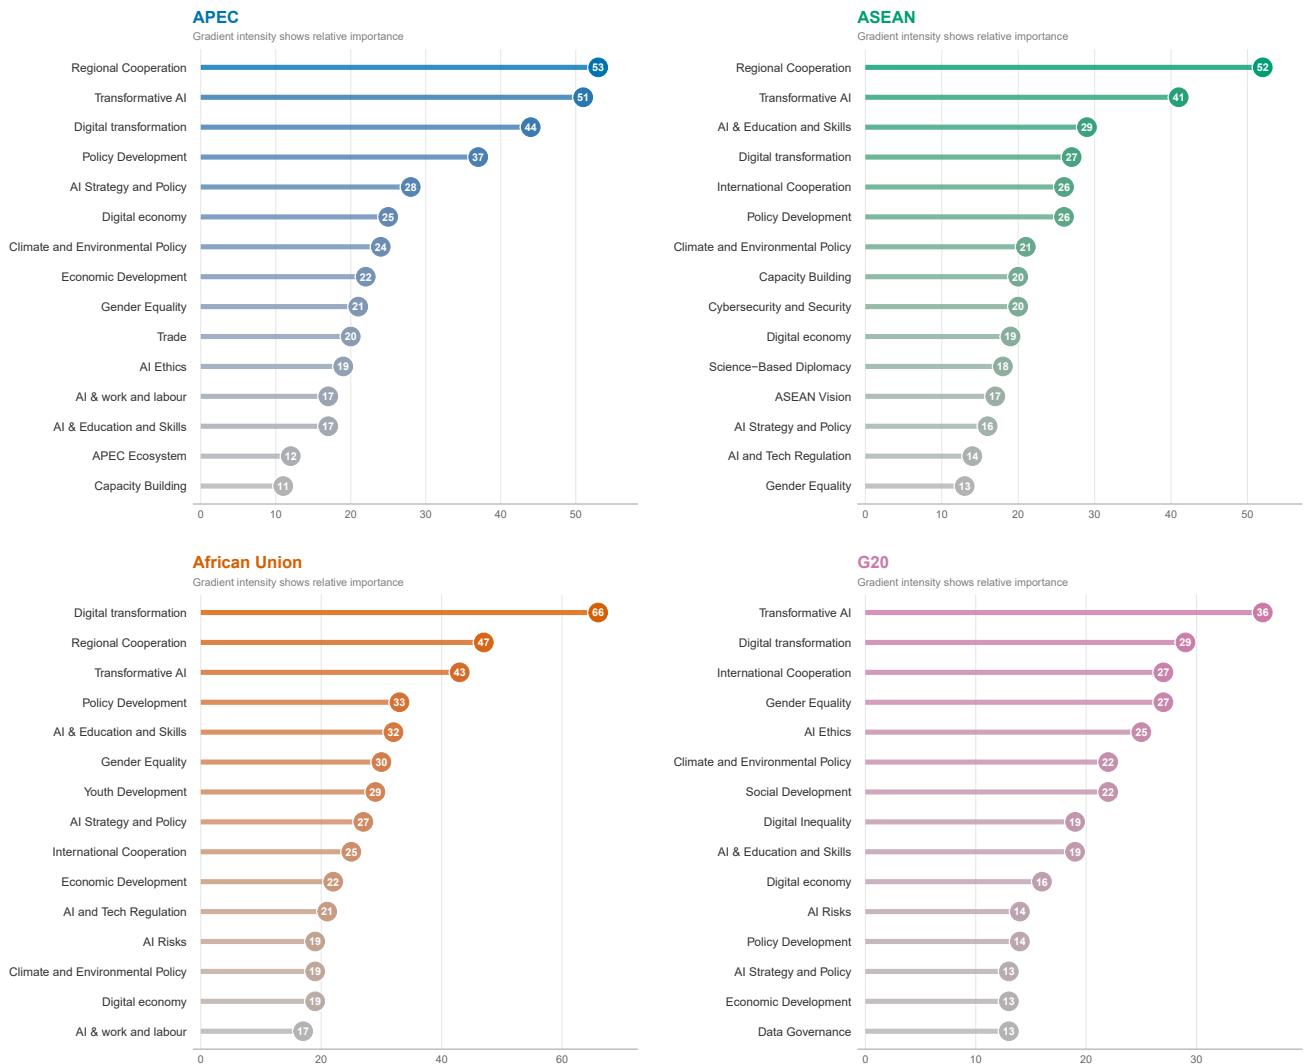 APEC
Gradient intensity shows relative importance
Regional Cooperation 53
Transformative AI 51
Digital transformation 44
Policy Development 37
AI Strategy and Policy 28
Digital economy 25
Climate and Environmental Policy 24
Economic Development 22
Gender Equality 21
Trade 20
AI Ethics 19
AI & work and labour 17
AI & Education and Skills 17
APEC Ecosystem 12
Capacity Building 11
0 10 20 30 40 50
ASEAN
Gradient intensity shows relative importance
Regional Cooperation 52
Transformative AI 41
AI & Education and Skills 29
Digital transformation 27
International Cooperation 26
Policy Development 26
Climate and Environmental Policy 21
Capacity Building 20
Cybersecurity and Security 20
Digital economy 19
Science−Based Diplomacy 18
ASEAN Vision 17
AI Strategy and Policy 16
AI and Tech Regulation 14
Gender Equality 13
0 10 20 30 40 50
African Union
Gradient intensity shows relative importance
Digital transformation 66
Regional Cooperation 47
Transformative AI 43
Policy Development 33
AI & Education and Skills 32
Gender Equality 30
Youth Development 29
AI Strategy and Policy 27
International Cooperation 25
Economic Development 22
AI and Tech Regulation 21
AI Risks 19
Climate and Environmental Policy 19
Digital economy 19
AI & work and labour 17
0 20 40 60
G20
Gradient intensity shows relative importance
Transformative AI 36
Digital transformation 29
International Cooperation 27
Gender Equality 27
AI Ethics 25
Climate and Environmental Policy 22
Social Development 22
Digital Inequality 19
AI & Education and Skills 19
Digital economy 16
AI Risks 14
Policy Development 14
AI Strategy and Policy 13
Economic Development 13
Data Governance 13
0 10 20 30